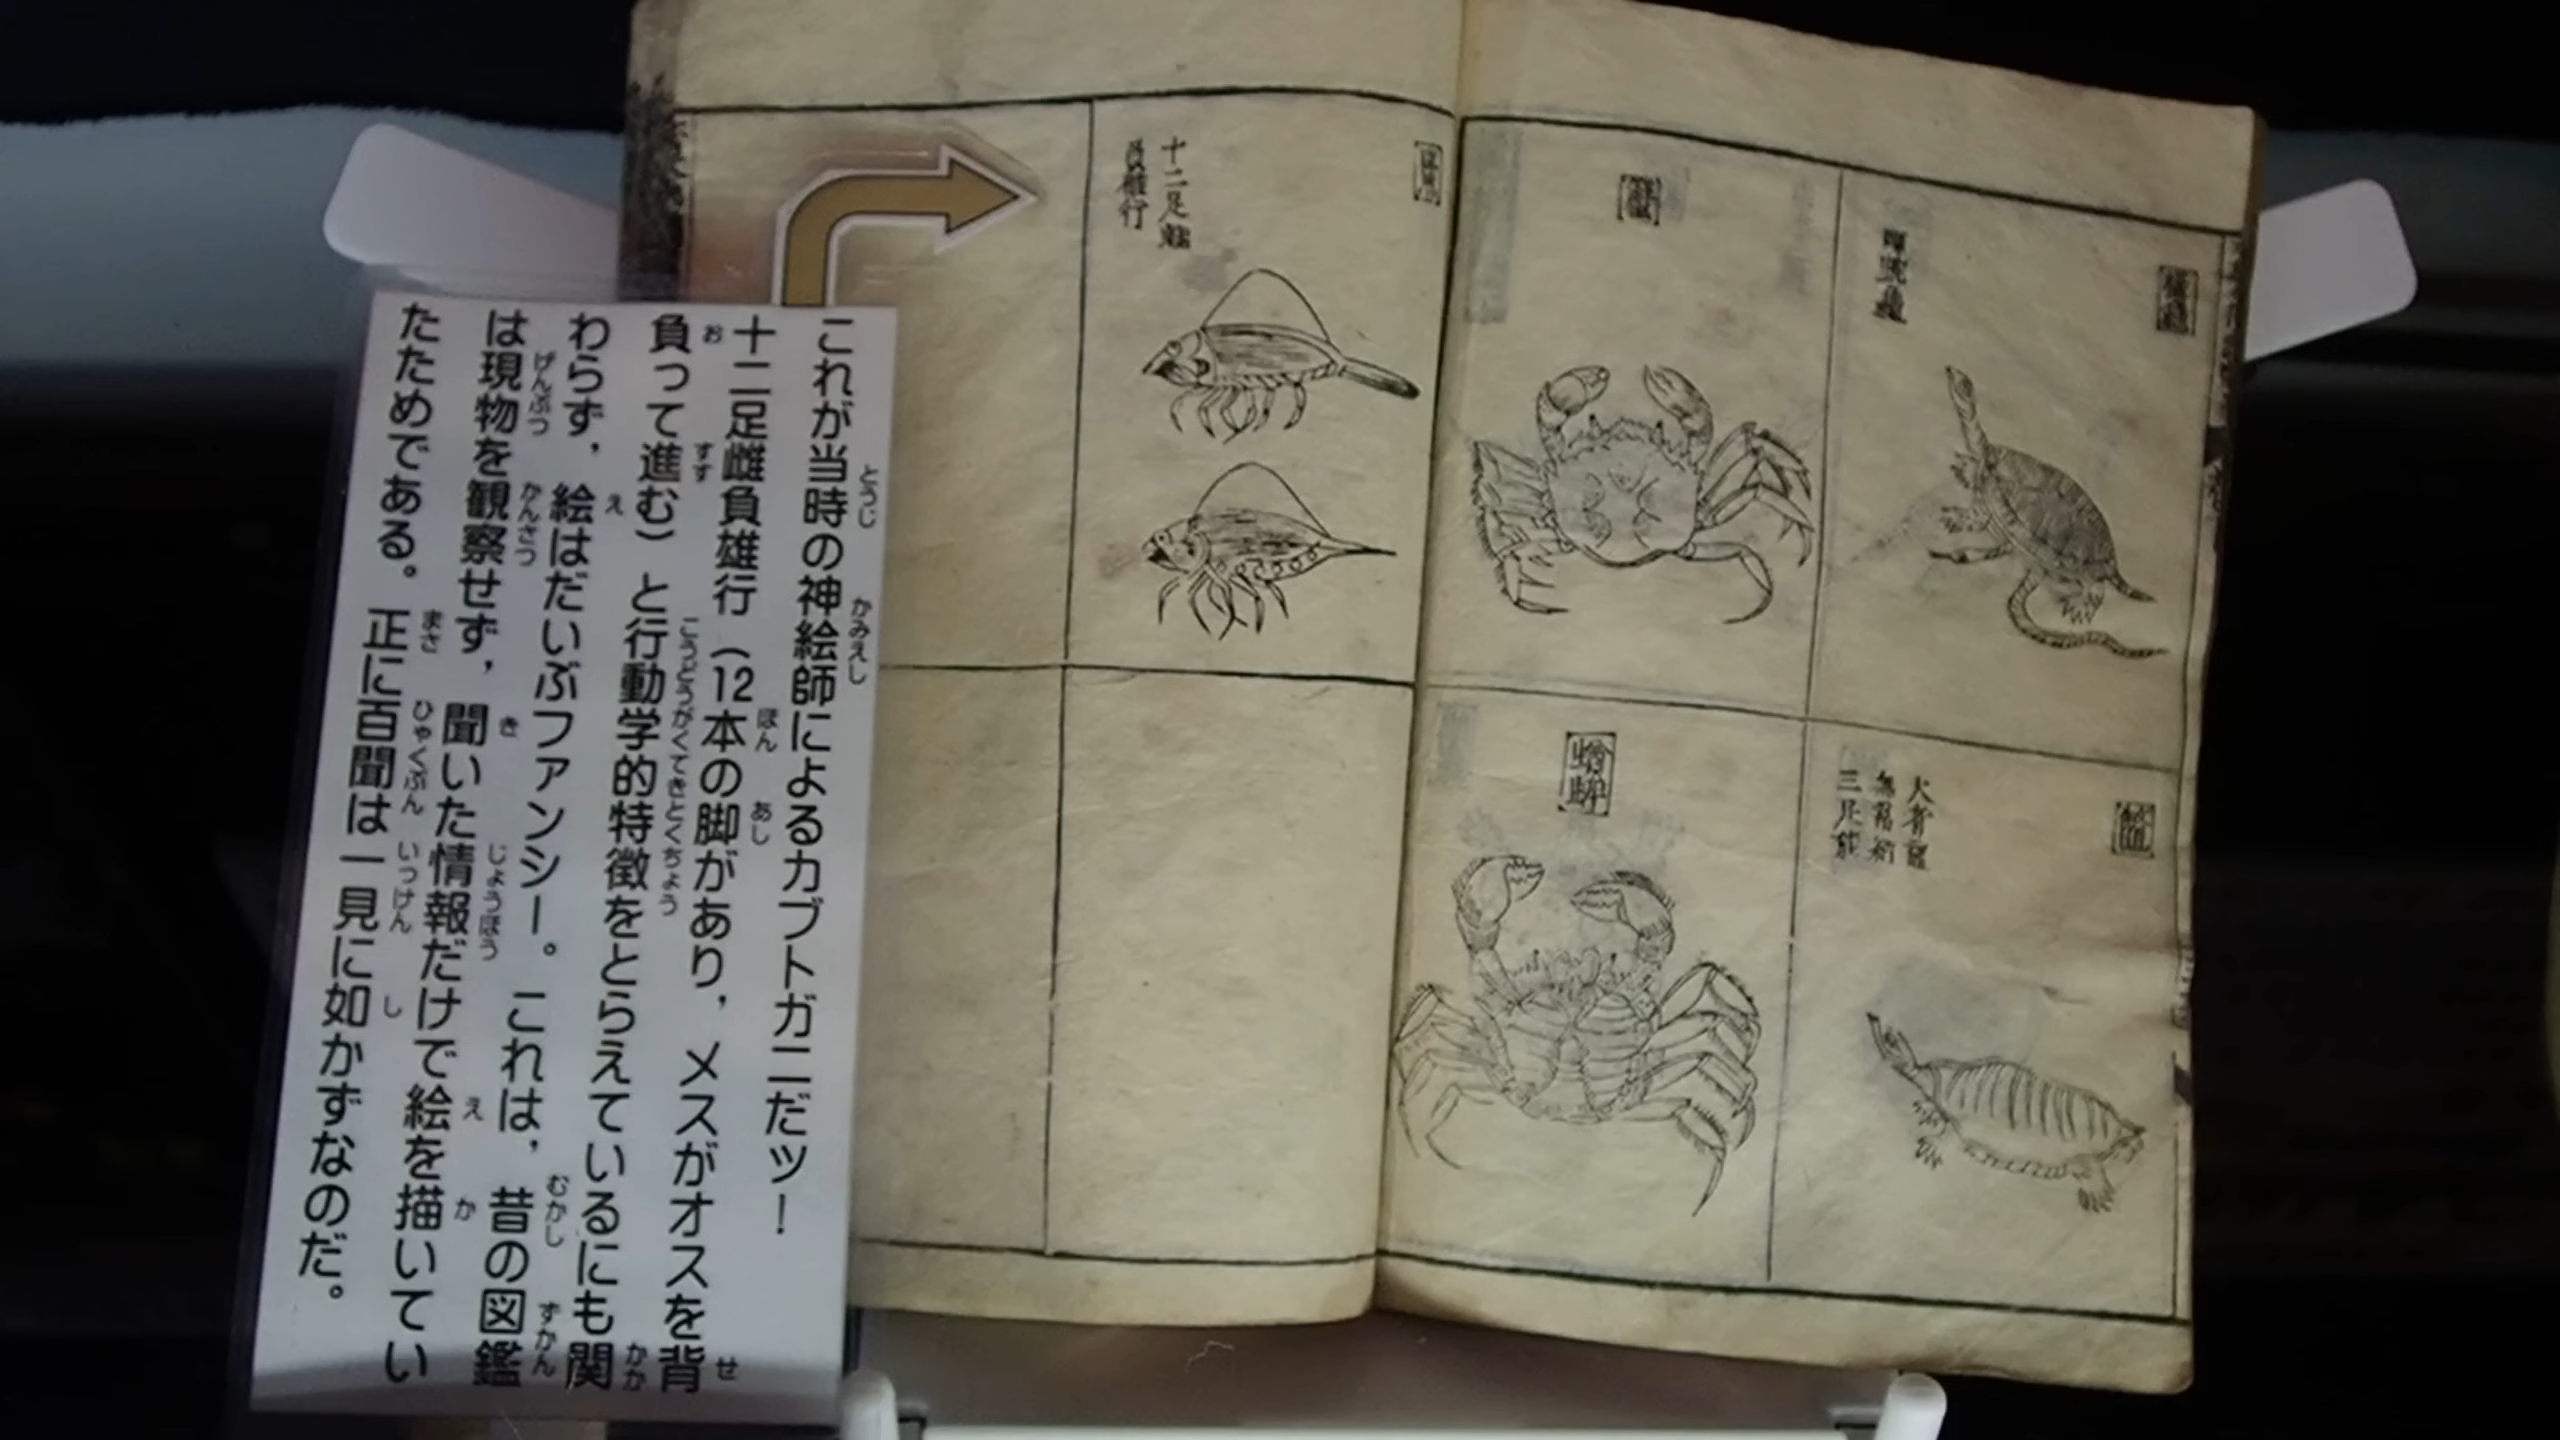 これが当時の神絵師によるカブトガニだッ！
十二足雌負雄行（12本の脚があり，メスがオスを背
負って進む）と行動学的特徴をとらえているにも関
わらず，絵はだいぶファンシー。これは，昔の図鑑
は現物を観察せず，聞いた情報だけで絵を描いてい
たためである。正に百聞は一見に如かずなのだ。
十二足雌
負雄行
蝤蛑
三足能